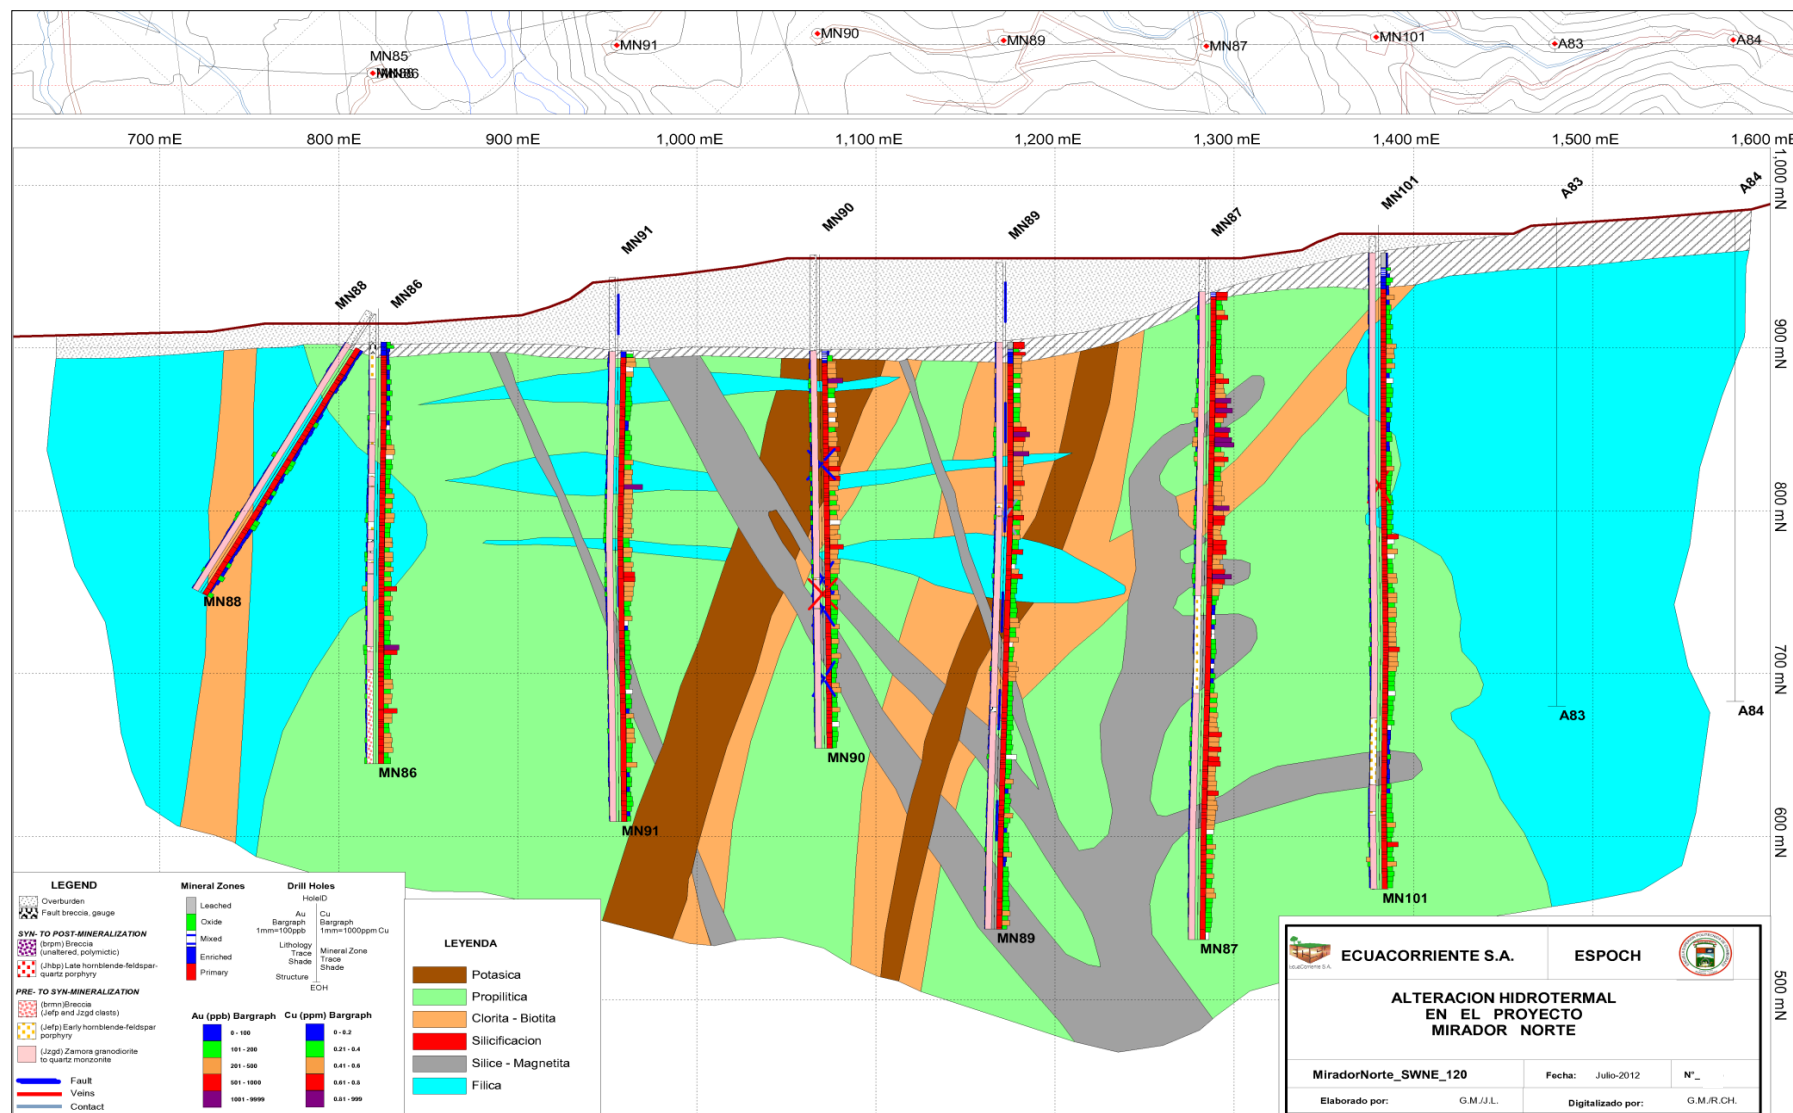 MN85
MN86
MN91
MN90
MN89
MN87
MN101
A83
A84
700 mE
800 mE
900 mE
1,000 mE
1,100 mE
1,200 mE
1,300 mE
1,400 mE
1,500 mE
1,600 mE
1,000 mN
900 mN
800 mN
700 mN
600 mN
500 mN
MN88
MN86
MN91
MN90
MN89
MN87
MN101
A83
A84
MN88
MN86
MN91
MN90
MN89
MN87
MN101
A83
A84
LEGEND
Overburden
Fault breccia, gauge
SYN- TO POST-MINERALIZATION
(brpm) Breccia
(unaltered, polymictic)
(Jhbp) Late hornblende-feldspar-
quartz porphyry
PRE- TO SYN-MINERALIZATION
(brmn)Breccia
(Jefp and Jzgd clasts)
(Jefp) Early hornblende-feldspar
porphyry
(Jzgd) Zamora granodiorite
to quartz monzonite
Fault
Veins
Contact
Mineral Zones
Leached
Oxide
Mixed
Enriched
Primary
Drill Holes
HoleID
Au
Bargraph
1mm=100ppb
Cu
Bargraph
1mm=1000ppm Cu
Lithology
Trace
Shade
Mineral Zone
Trace
Shade
Structure
EOH
Au (ppb) Bargraph
0 - 100
101 - 200
201 - 500
501 - 1000
1001 - 9999
Cu (ppm) Bargraph
0 - 0.2
0.21 - 0.4
0.41 - 0.6
0.61 - 0.8
0.81 - 999
LEYENDA
Potasica
Propilitica
Clorita - Biotita
Silicificacion
Silice - Magnetita
Filica
EcuaCorriente S.A.
ECUACORRIENTE S.A.
ESPOCH
ALTERACION HIDROTERMAL
EN EL PROYECTO
MIRADOR NORTE
MiradorNorte_SWNE_120
Fecha: Julio-2012
N°_
Elaborado por: G.M./J.L.
Digitalizado por: G.M./R.CH.